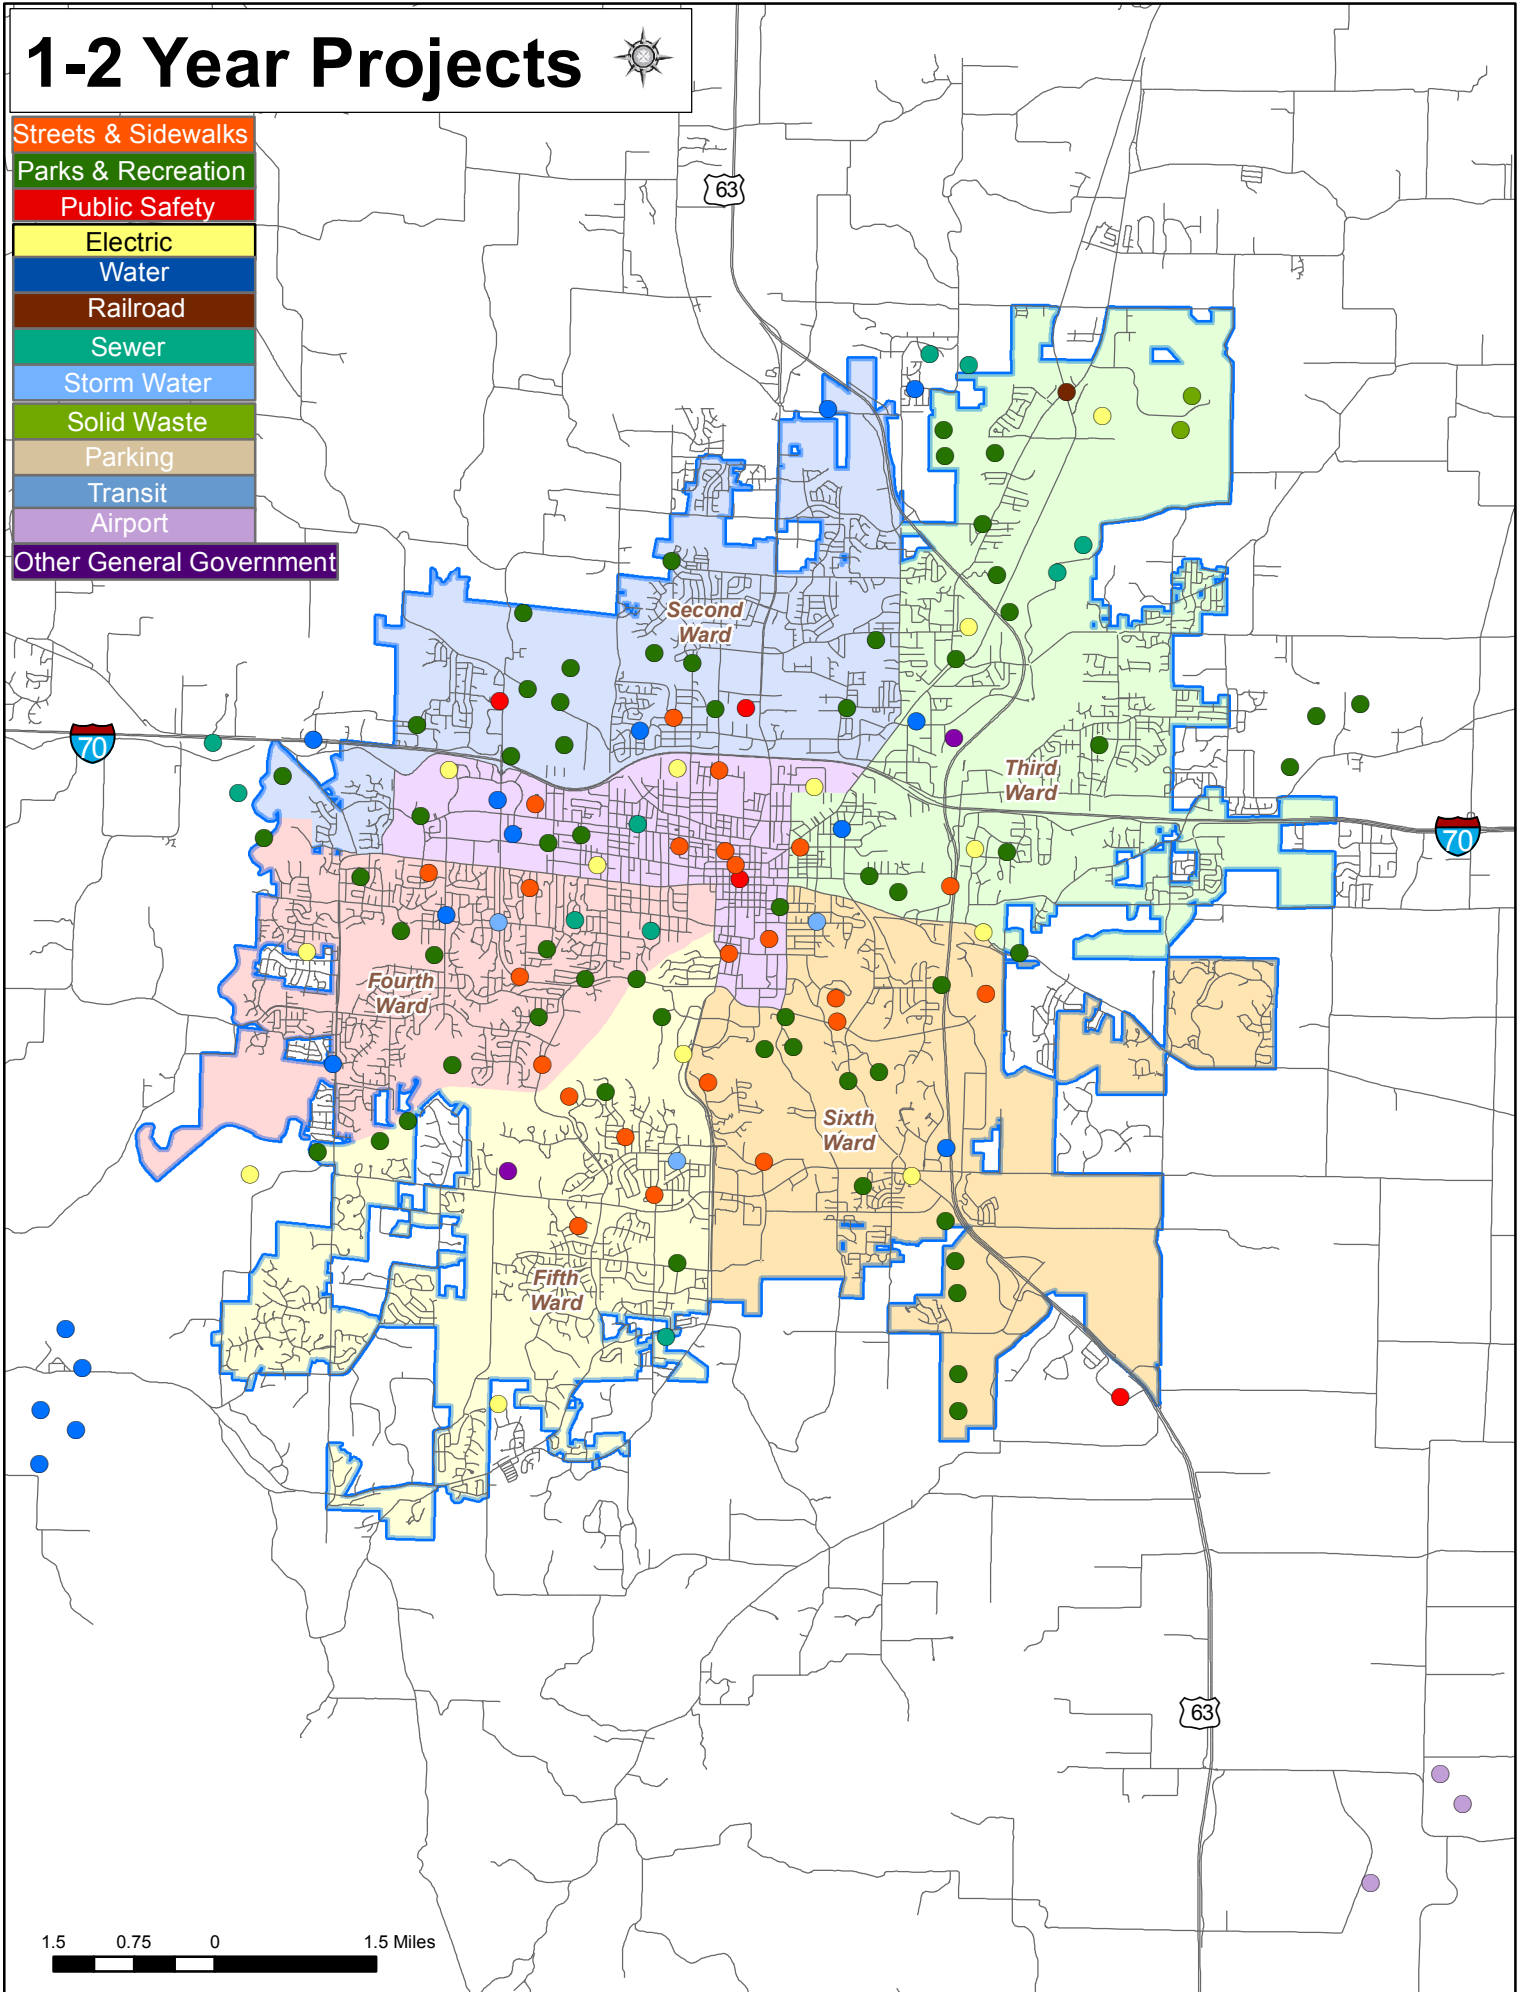 1-2 Year Projects
Streets & Sidewalks
Parks & Recreation
Public Safety
Electric
Water
Railroad
Sewer
Storm Water
Solid Waste
Parking
Transit
Airport
Other General Government
63
Second
Ward
70
Third
Ward
70
Fourth
Ward
Sixth
Ward
Fifth
Ward
63
1.5 0.75 0 1.5 Miles